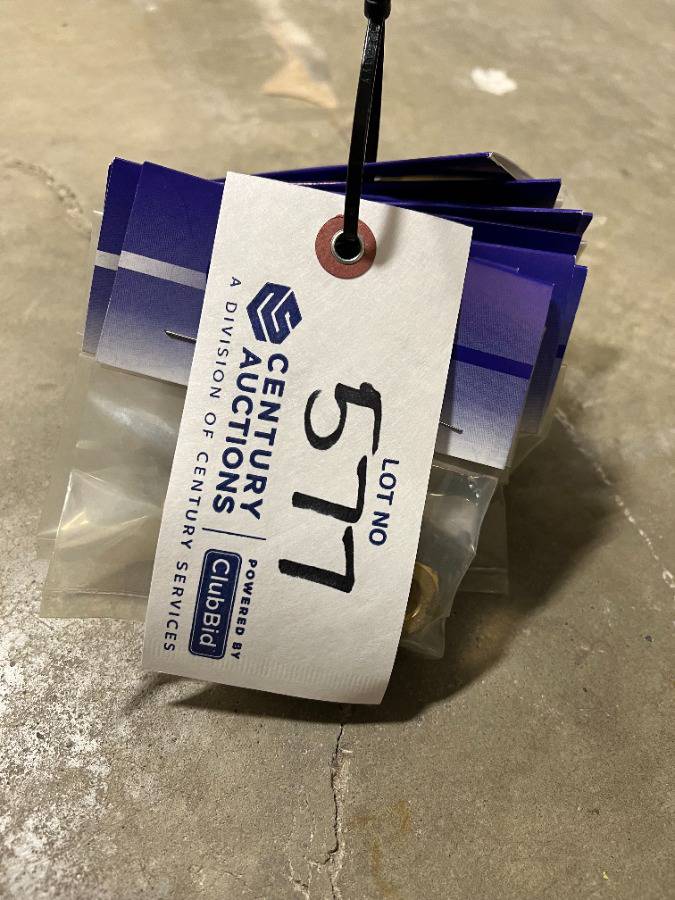 LOT NO
577
CENTURY
AUCTIONS
A DIVISION OF CENTURY SERVICES
POWERED BY
ClubBid